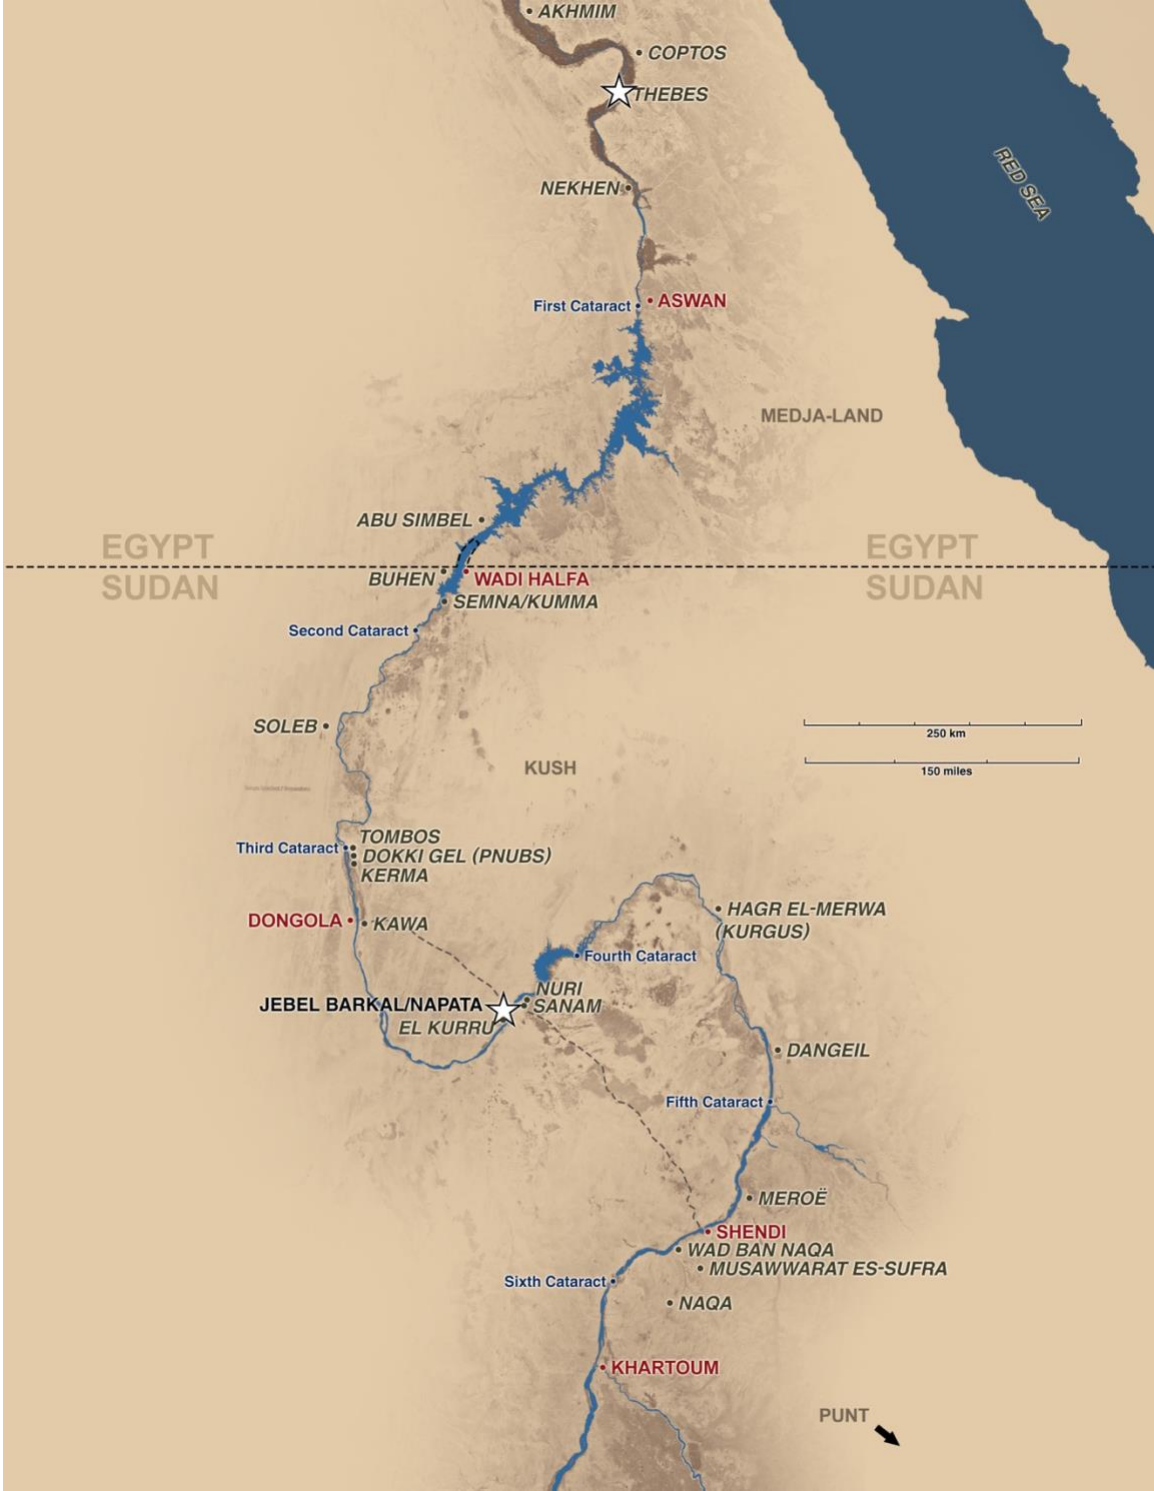 AKHMIM
COPTOS
THEBES
RED SEA
NEKHEN
First Cataract
ASWAN
MEDJA-LAND
ABU SIMBEL
EGYPT
EGYPT
SUDAN
SUDAN
BUHEN
WADI HALFA
SEMNA/KUMMA
Second Cataract
SOLEB
250 km
KUSH
150 miles
TOMBOS
Third Cataract
DOKKI GEL (PNUBS)
KERMA
DONGOLA
KAWA
HAGR EL-MERWA
(KURGUS)
Fourth Cataract
NURI
JEBEL BARKAL/NAPATA
SANAM
EL KURRU
DANGEIL
Fifth Cataract
MEROË
SHENDI
WAD BAN NAQA
MUSAWWARAT ES-SUFRA
Sixth Cataract
NAQA
KHARTOUM
PUNT